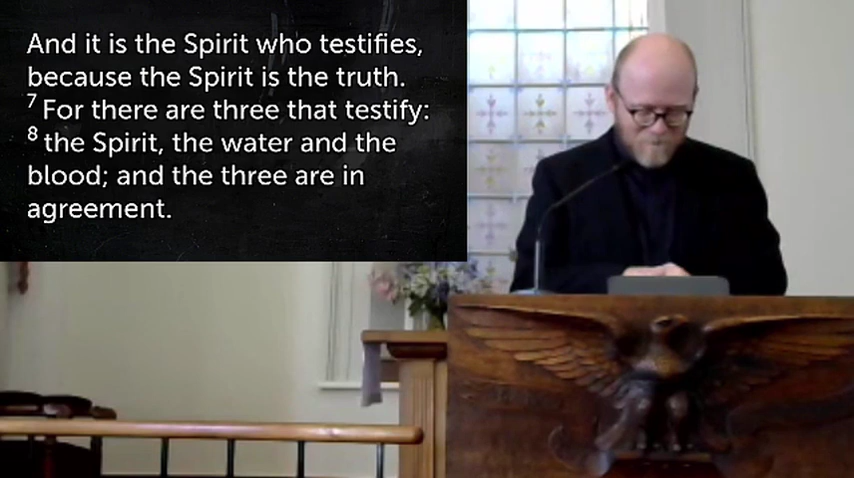 And it is the Spirit who testifies,
because the Spirit is the truth.
7 For there are three that testify:
8 the Spirit, the water and the
blood; and the three are in
agreement.